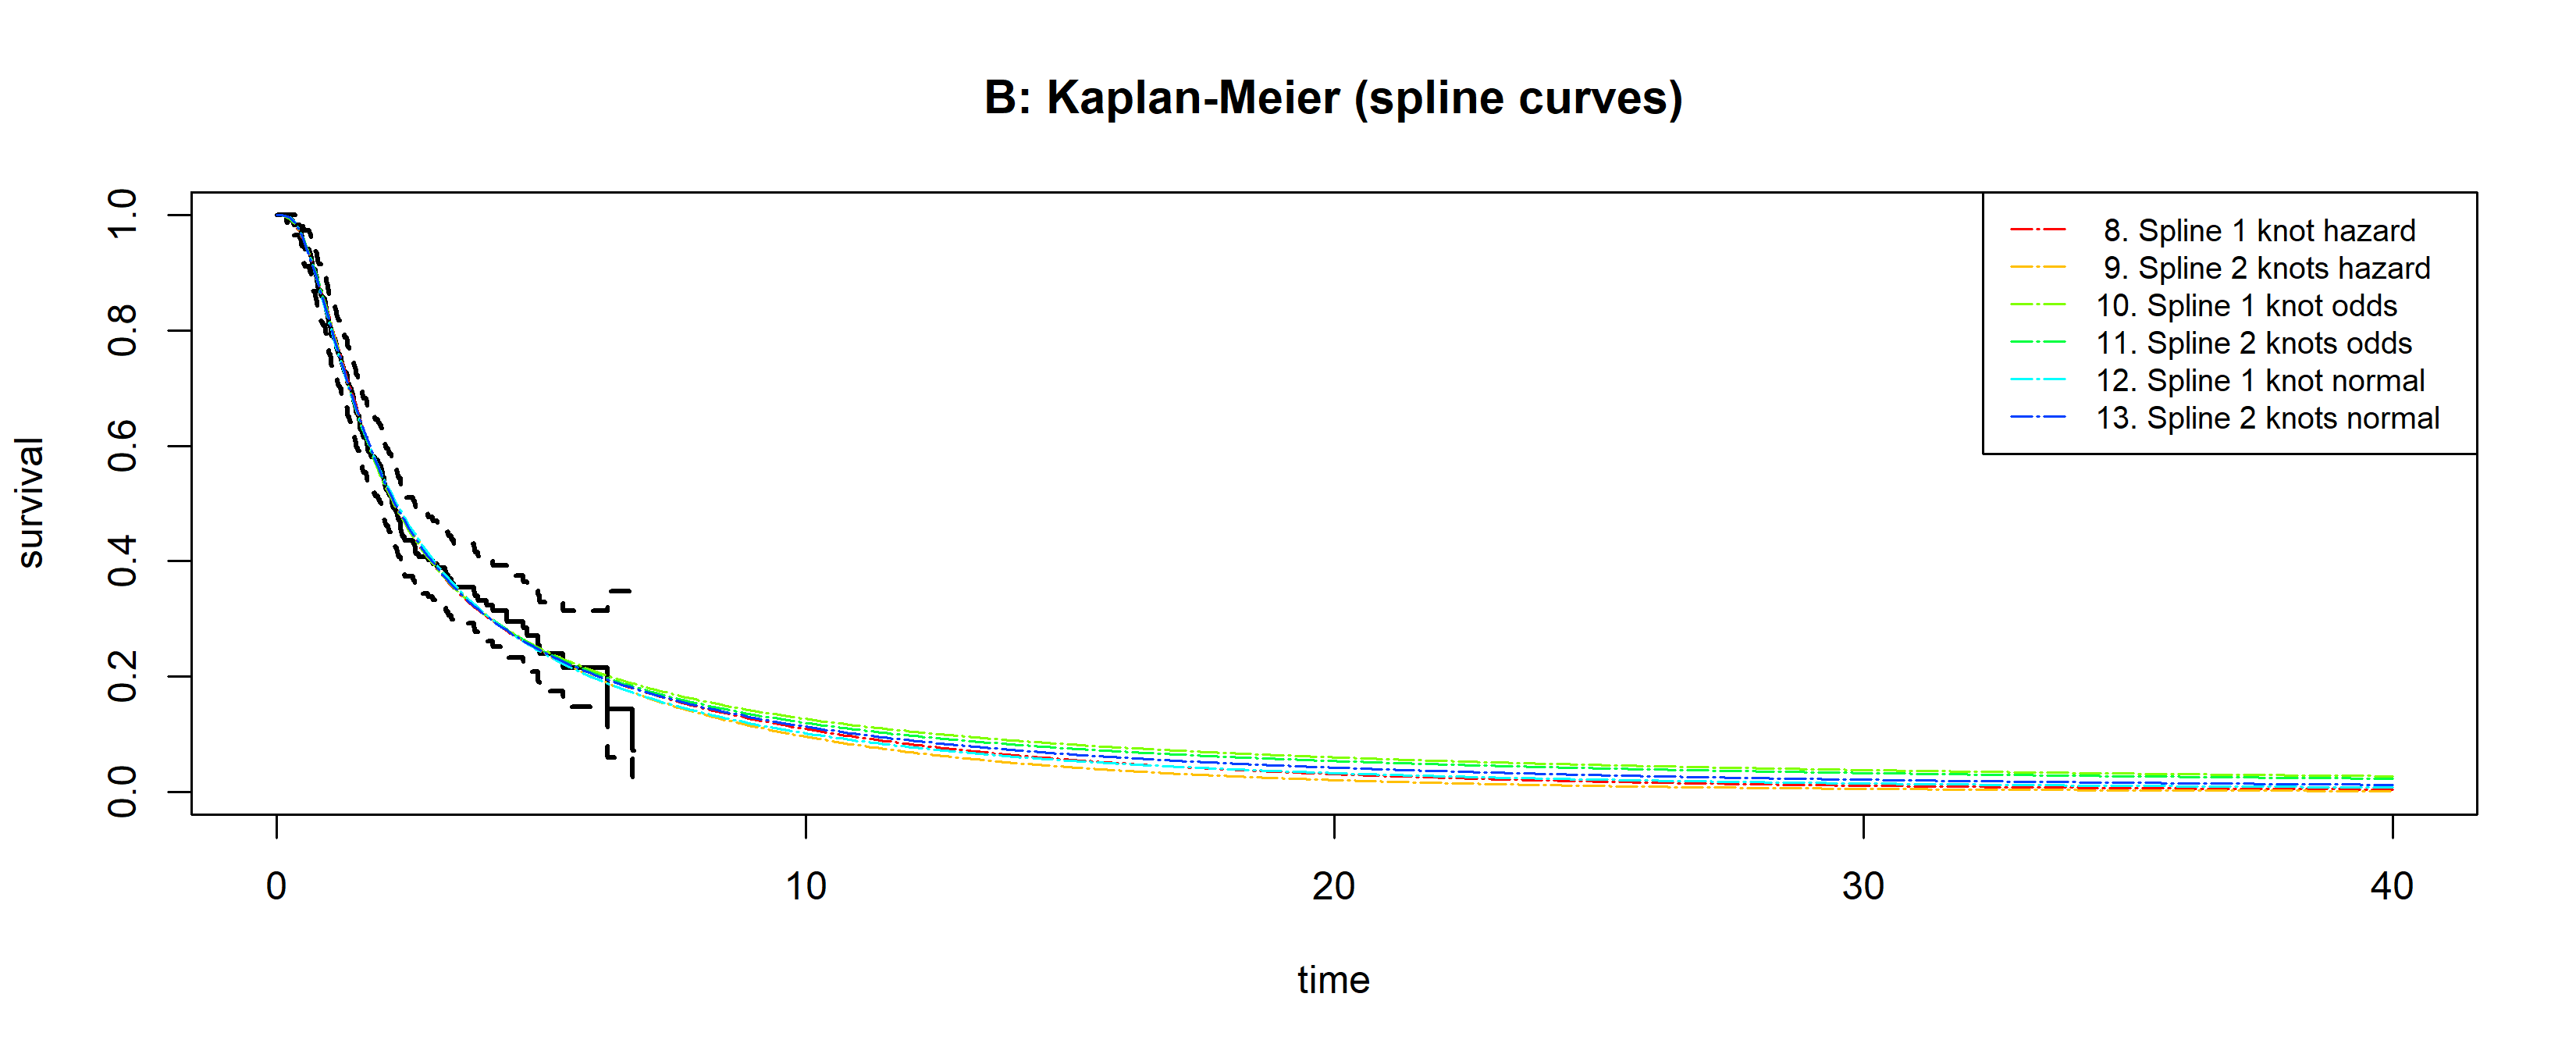 B: Kaplan-Meier (spline curves)
survival
1.0
0.8
0.6
0.4
0.2
0.0
8. Spline 1 knot hazard
9. Spline 2 knots hazard
10. Spline 1 knot odds
11. Spline 2 knots odds
12. Spline 1 knot normal
13. Spline 2 knots normal
0 10 20 30 40
time